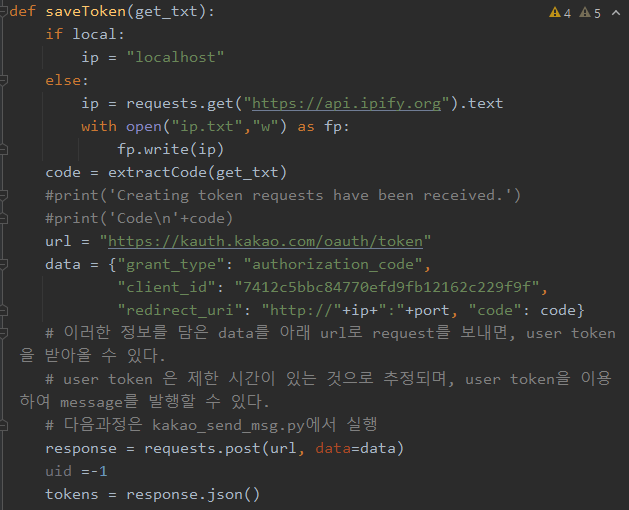 def saveToken(get_txt):
4 5
if local:
ip = "localhost"
else:
ip = requests.get("https://api.ipify.org").text
with open("ip.txt","w") as fp:
fp.write(ip)
code = extractCode(get_txt)
#print('Creating token requests have been received.')
#print('Code\n'+code)
url = "https://kauth.kakao.com/oauth/token"
data = {"grant_type": "authorization_code",
"client_id": "7412c5bbc84770efd9fb12162c229f9f",
"redirect_uri": "http://"+ip+":"+port, "code": code}
# 이러한 정보를 담은 data를 아래 url로 request를 보내면, user token
을 받아올 수 있다.
# user token 은 제한 시간이 있는 것으로 추정되며, user token을 이용
하여 message를 발행할 수 있다.
# 다음과정은 kakao_send_msg.py에서 실행
response = requests.post(url, data=data)
uid =-1
tokens = response.json()